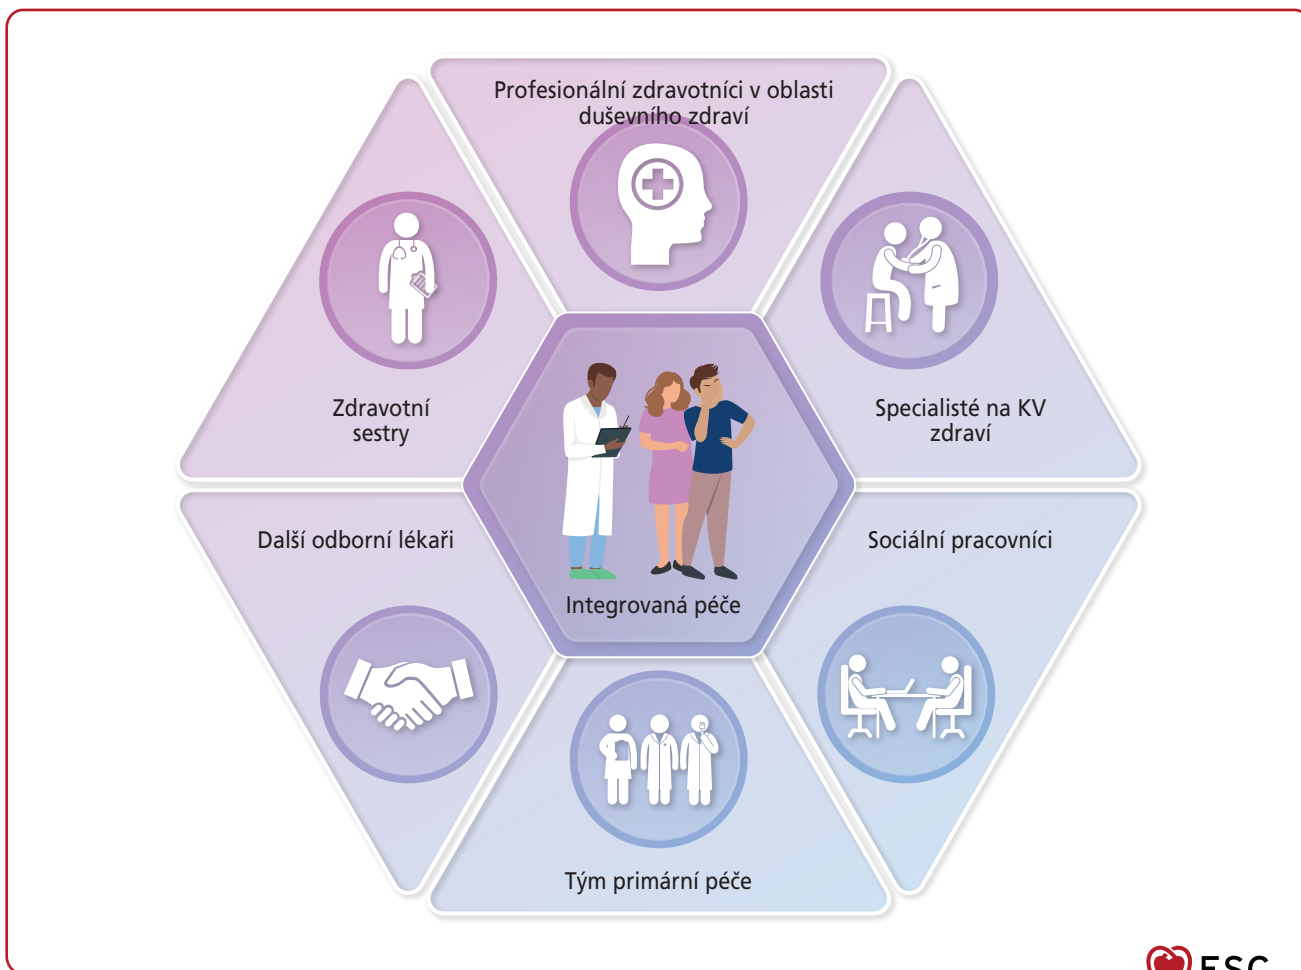 Profesionální zdravotníci v oblasti
duševního zdraví
Zdravotní
sestry
Specialisté na KV
zdraví
Další odborní lékaři
Sociální pracovníci
Integrovaná péče
Tým primární péče
ESC